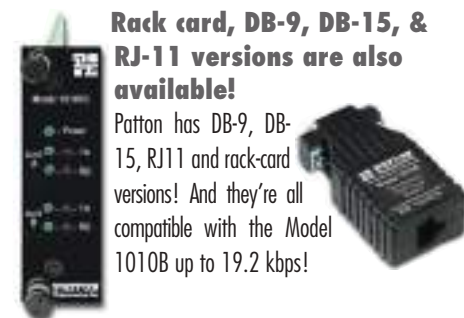 Rack card, DB-9, DB-15, &
RJ-11 versions are also
available!
Patton has DB-9, DB-
15, RJ11 and rack-card
versions! And they're all
compatible with the Model
1010B up to 19.2 kbps!
Power